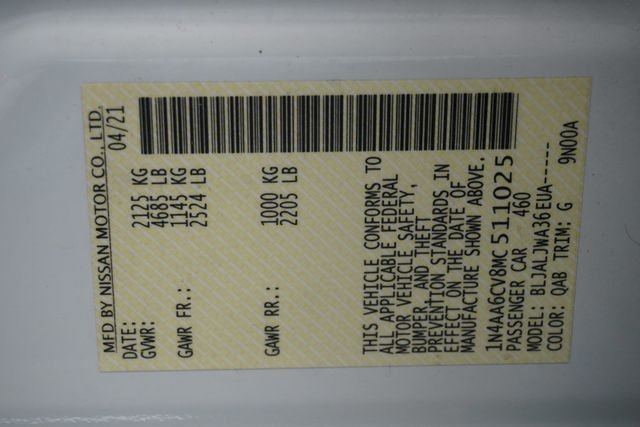 MFD BY NISSAN MOTOR CO., LTD.
DATE: 04/21
GVWR: 2125 KG
4685 LB
GAWR FR.: 1145 KG
2524 LB
GAWR RR.: 1000 KG
2205 LB
THIS VEHICLE CONFORMS TO
ALL APPLICABLE FEDERAL
MOTOR VEHICLE SAFETY,
BUMPER AND THEFT
PREVENTION STANDARDS IN
EFFECT ON THE DATE OF
MANUFACTURE SHOWN ABOVE.
1N4AA6CV8MC511025
PASSENGER CAR 460
MODEL: BLJALJWA36EUA-----
COLOR: QAB TRIM: G 9N00A